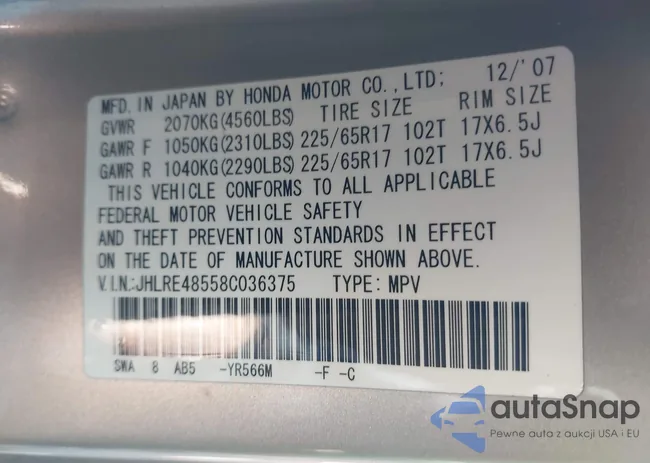 MFD. IN JAPAN BY HONDA MOTOR CO.,LTD: 12/'07
GVWR 2070KG(4560LBS) TIRE SIZE RIM SIZE
GAWR F 1050KG(2310LBS) 225/65R17 102T 17X6.5J
GAWR R 1040KG(2290LBS) 225/65R17 102T 17X6.5J
THIS VEHICLE CONFORMS TO ALL APPLICABLE
FEDERAL MOTOR VEHICLE SAFETY
AND THEFT PREVENTION STANDARDS IN EFFECT
ON THE DATE OF MANUFACTURE SHOWN ABOVE.
V.I.N.:JHLRE48558C036375 TYPE: MPV
SWA 8 AB5 -YR566M -F -C
autaSnap
Pewne auta z aukcji USA i EU